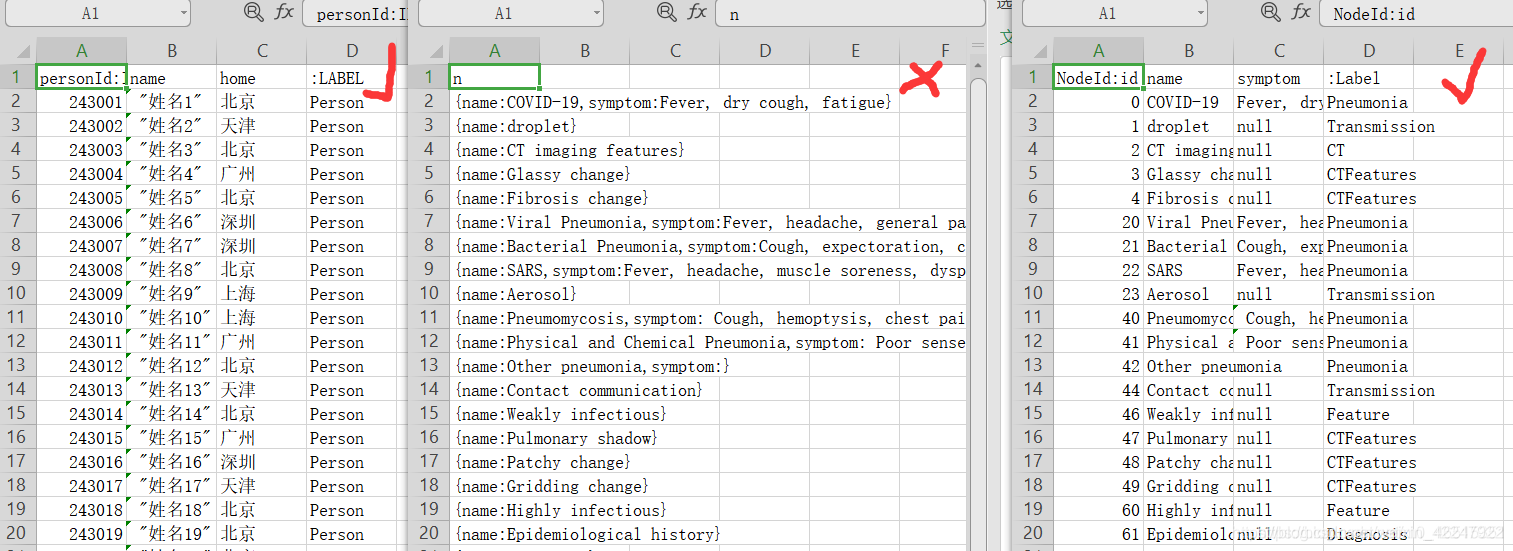 A1 fx personId:I
A B C D
1 personId:I name home :LABEL
2 243001 "姓名1" 北京 Person
3 243002 "姓名2" 天津 Person
4 243003 "姓名3" 北京 Person
5 243004 "姓名4" 广州 Person
6 243005 "姓名5" 北京 Person
7 243006 "姓名6" 深圳 Person
8 243007 "姓名7" 深圳 Person
9 243008 "姓名8" 北京 Person
10 243009 "姓名9" 上海 Person
11 243010 "姓名10" 上海 Person
12 243011 "姓名11" 广州 Person
13 243012 "姓名12" 北京 Person
14 243013 "姓名13" 天津 Person
15 243014 "姓名14" 北京 Person
16 243015 "姓名15" 广州 Person
17 243016 "姓名16" 深圳 Person
18 243017 "姓名17" 天津 Person
19 243018 "姓名18" 北京 Person
20 243019 "姓名19" 北京 Person
A1 fx n
A B C D E F
1 n
2 {name:COVID-19,symptom:Fever, dry cough, fatigue}
3 {name:droplet}
4 {name:CT imaging features}
5 {name:Glassy change}
6 {name:Fibrosis change}
7 {name:Viral Pneumonia,symptom:Fever, headache, general pa
8 {name:Bacterial Pneumonia,symptom:Cough, expectoration, c
9 {name:SARS,symptom:Fever, headache, muscle soreness, dysp
10 {name:Aerosol}
11 {name:Pneumomycosis,symptom: Cough, hemoptysis, chest pai
12 {name:Physical and Chemical Pneumonia,symptom: Poor sense
13 {name:Other pneumonia,symptom:}
14 {name:Contact communication}
15 {name:Weakly infectious}
16 {name:Pulmonary shadow}
17 {name:Patchy change}
18 {name:Gridding change}
19 {name:Highly infectious}
20 {name:Epidemiological history}
A1 fx NodeId:id
A B C D E
1 NodeId:id name symptom :Label
2 0 COVID-19 Fever, dry Pneumonia
3 1 droplet null Transmission
4 2 CT imaging null CT
5 3 Glassy cha null CTFeatures
6 4 Fibrosis c null CTFeatures
7 20 Viral Pneu Fever, hea Pneumonia
8 21 Bacterial Cough, exp Pneumonia
9 22 SARS Fever, hea Pneumonia
10 23 Aerosol null Transmission
11 40 Pneumomyco Cough, he Pneumonia
12 41 Physical a Poor sens Pneumonia
13 42 Other pneumonia Pneumonia
14 44 Contact co null Transmission
15 46 Weakly inf null Feature
16 47 Pulmonary null CTFeatures
17 48 Patchy cha null CTFeatures
18 49 Gridding c null CTFeatures
19 60 Highly inf null Feature
20 61 Epidemiolo null Diagnosis